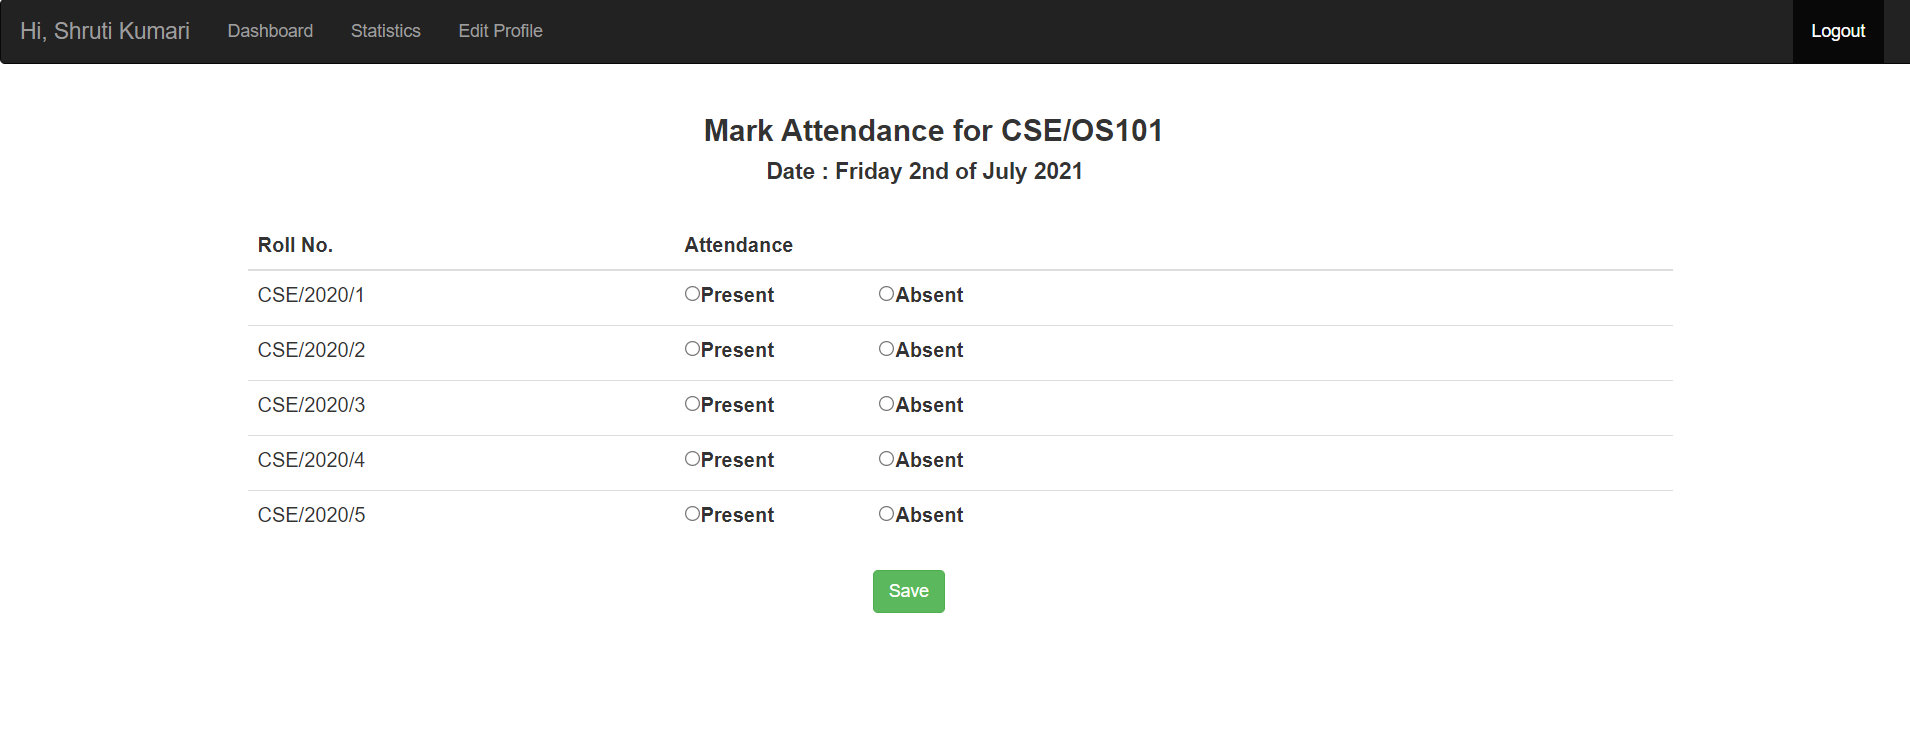 Hi, Shruti Kumari Dashboard Statistics Edit Profile Logout
Mark Attendance for CSE/OS101
Date : Friday 2nd of July 2021
Roll No. Attendance
CSE/2020/1 Present Absent
CSE/2020/2 Present Absent
CSE/2020/3 Present Absent
CSE/2020/4 Present Absent
CSE/2020/5 Present Absent
Save